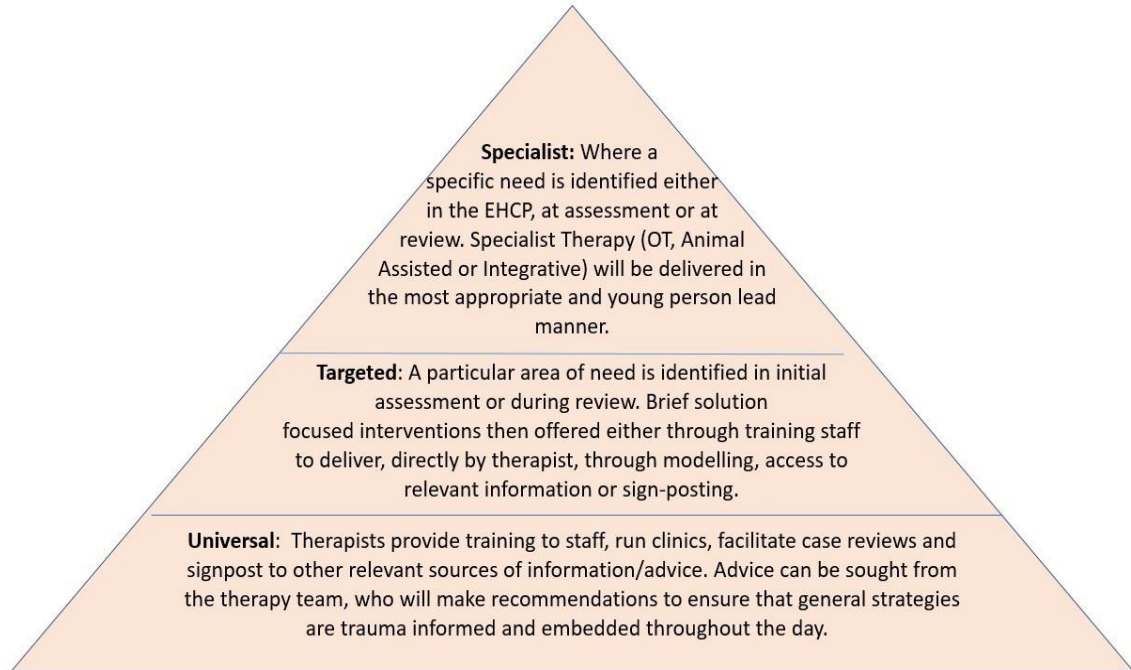 Specialist: Where a
specific need is identified either
in the EHCP, at assessment or at
review. Specialist Therapy (OT, Animal
Assisted or Integrative) will be delivered in
the most appropriate and young person lead
manner.
Targeted: A particular area of need is identified in initial
assessment or during review. Brief solution
focused interventions then offered either through training staff
to deliver, directly by therapist, through modelling, access to
relevant information or sign-posting.
Universal: Therapists provide training to staff, run clinics, facilitate case reviews and
signpost to other relevant sources of information/advice. Advice can be sought from
the therapy team, who will make recommendations to ensure that general strategies
are trauma informed and embedded throughout the day.